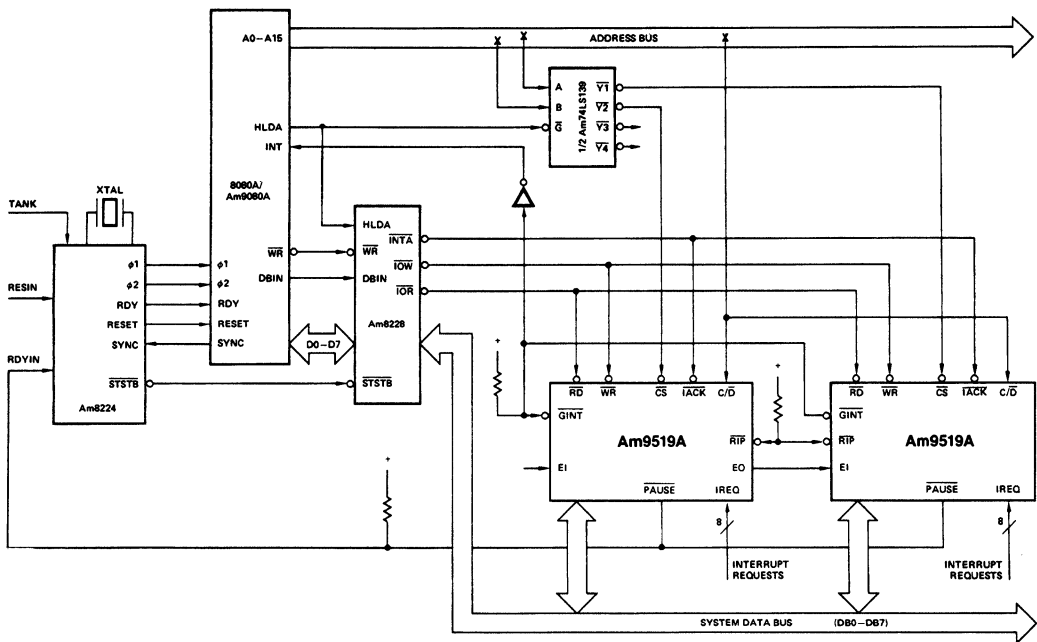 A0–A15
ADDRESS BUS
A
B
G
1/2 Am74LS139
Y1
Y2
Y3
Y4
HLDA
INT
8080A/
Am9080A
TANK
XTAL
HLDA
INTA
WR
WR
IOW
φ1
φ1
DBIN
DBIN
IOR
φ2
φ2
RESIN
RDY
RDY
RESET
RESET
Am8228
SYNC
SYNC
D0–D7
RDYIN
STSTB
STSTB
Am8224
+
+
RD
WR
CS
IACK
C/D
RD
WR
CS
IACK
C/D
GINT
GINT
Am9519A
RIP
RIP
Am9519A
EI
EO
EI
+
PAUSE
IREQ
PAUSE
IREQ
8
8
INTERRUPT
REQUESTS
INTERRUPT
REQUESTS
SYSTEM DATA BUS (DB0–DB7)